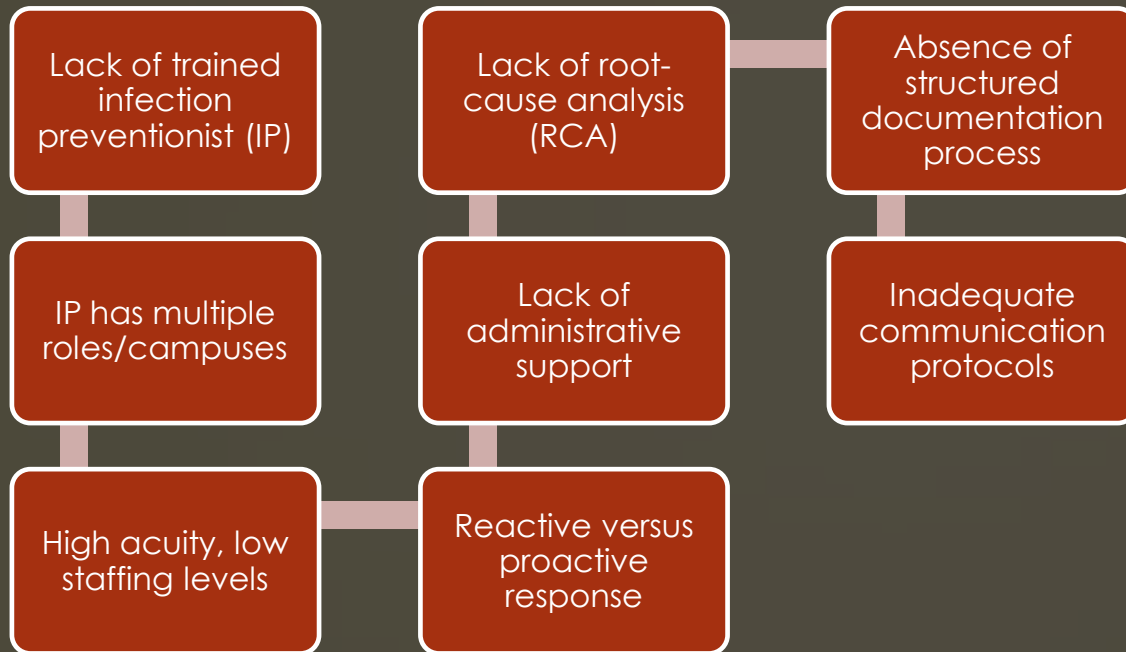 Lack of trained
infection
preventionist (IP)
IP has multiple
roles/campuses
High acuity, low
staffing levels
Reactive versus
proactive
response
Lack of
administrative
support
Lack of root-
cause analysis
(RCA)
Absence of
structured
documentation
process
Inadequate
communication
protocols